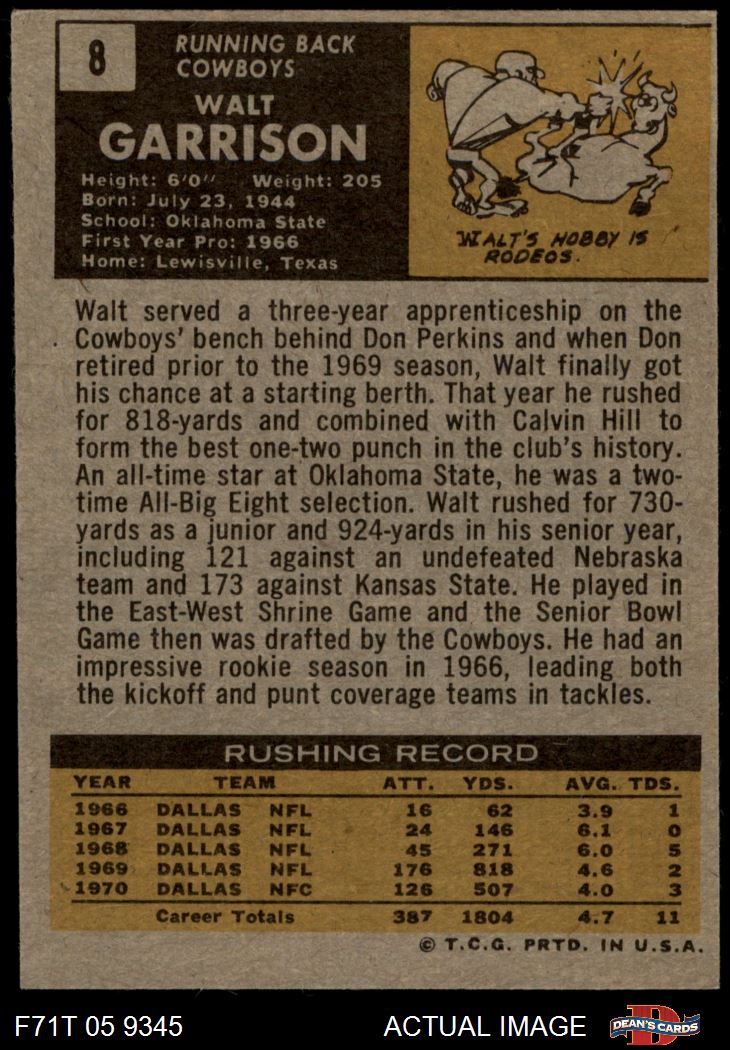 8
RUNNING BACK
COWBOYS
WALT
GARRISON
Height: 6'0" Weight: 205
Born: July 23, 1944
School: Oklahoma State
First Year Pro: 1966
Home: Lewisville, Texas
WALT'S HOBBY IS
RODEOS.
Walt served a three-year apprenticeship on the
Cowboys' bench behind Don Perkins and when Don
retired prior to the 1969 season, Walt finally got
his chance at a starting berth. That year he rushed
for 818-yards and combined with Calvin Hill to
form the best one-two punch in the club's history.
An all-time star at Oklahoma State, he was a two-
time All-Big Eight selection. Walt rushed for 730-
yards as a junior and 924-yards in his senior year,
including 121 against an undefeated Nebraska
team and 173 against Kansas State. He played in
the East-West Shrine Game and the Senior Bowl
Game then was drafted by the Cowboys. He had an
impressive rookie season in 1966, leading both
the kickoff and punt coverage teams in tackles.
RUSHING RECORD
YEAR TEAM ATT. YDS. AVG. TDS.
1966 DALLAS NFL 16 62 3.9 1
1967 DALLAS NFL 24 146 6.1 0
1968 DALLAS NFL 45 271 6.0 5
1969 DALLAS NFL 176 818 4.6 2
1970 DALLAS NFC 126 507 4.0 3
Career Totals 387 1804 4.7 11
© T.C.G. PRTD. IN U.S.A.
F71T 05 9345 ACTUAL IMAGE
D
DEAN'S CARDS